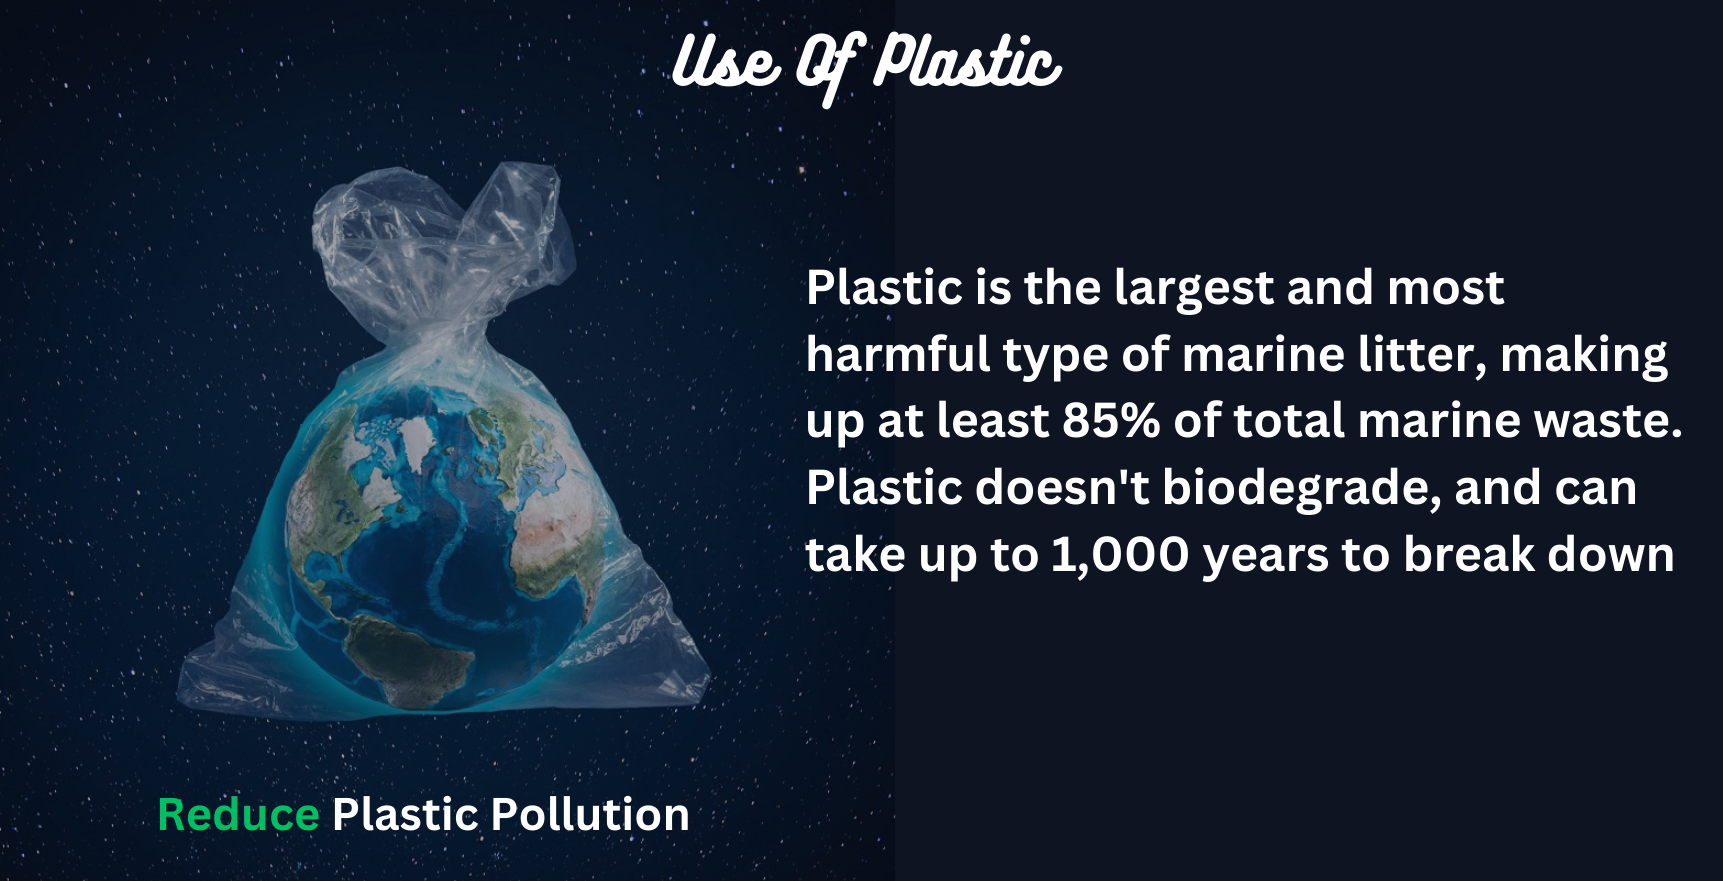 Use Of Plastic
Plastic is the largest and most
harmful type of marine litter, making
up at least 85% of total marine waste.
Plastic doesn't biodegrade, and can
take up to 1,000 years to break down
Reduce Plastic Pollution